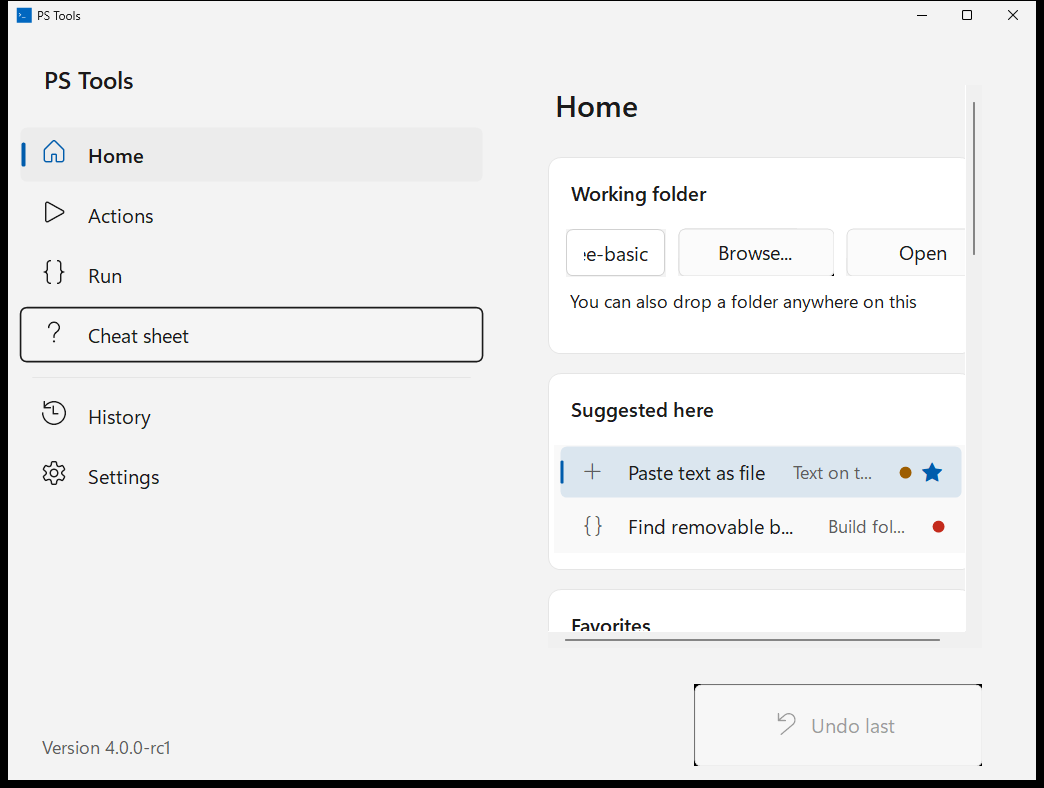 PS Tools
PS Tools
Home
Actions
Run
Cheat sheet
History
Settings
Version 4.0.0-rc1
Home
Working folder
e-basic
Browse...
Open
You can also drop a folder anywhere on this
Suggested here
Paste text as file Text on t...
Find removable b... Build fol...
Favorites
Undo last